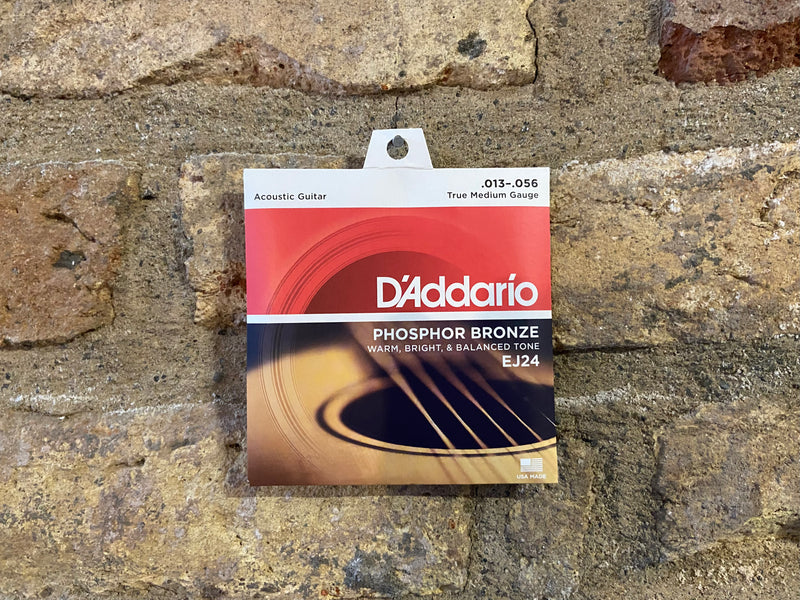 Acoustic Guitar
.013–.056
True Medium Gauge
D'Addario
PHOSPHOR BRONZE
WARM, BRIGHT, & BALANCED TONE
EJ24
USA MADE